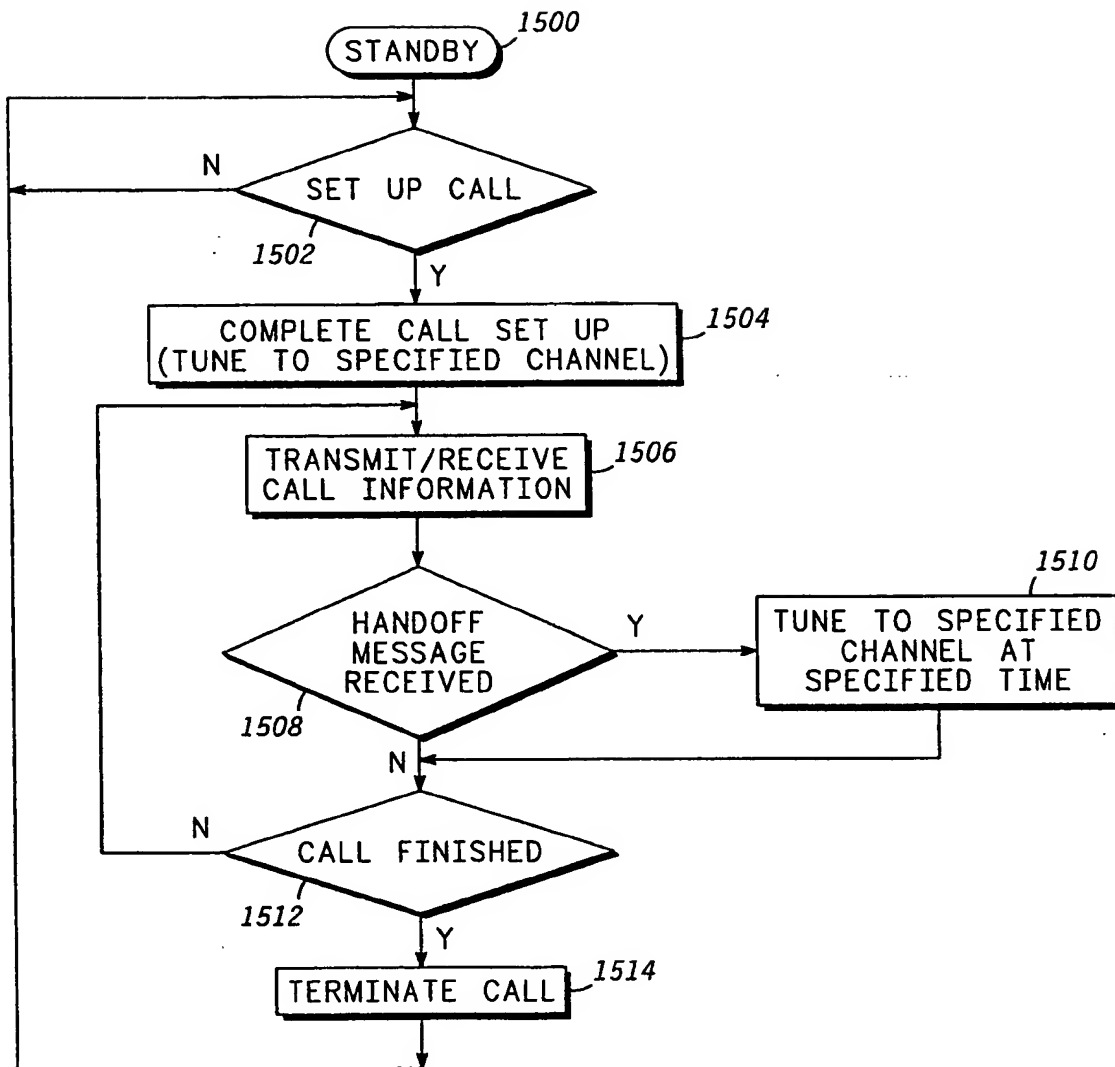 1500
STANDBY
N
SET UP CALL
1502
Y
COMPLETE CALL SET UP
(TUNE TO SPECIFIED CHANNEL)
1504
TRANSMIT/RECEIVE
CALL INFORMATION
1506
HANDOFF
MESSAGE
RECEIVED
1508
Y
1510
TUNE TO SPECIFIED
CHANNEL AT
SPECIFIED TIME
N
N
CALL FINISHED
1512
Y
TERMINATE CALL
1514